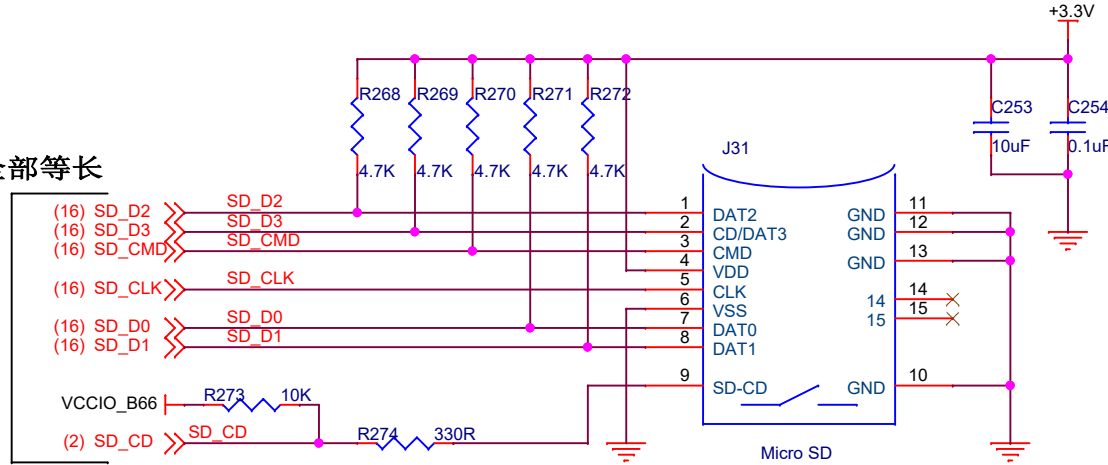 +3.3V
R268
R269
R270
R271
R272
C253
C254
10uF
0.1uF
J31
部等长
4.7K
4.7K
4.7K
4.7K
4.7K
(16) SD_D2
SD_D2
1
DAT2
GND
11
(16) SD_D3
SD_D3
2
CD/DAT3
GND
12
(16) SD_CMD
SD_CMD
3
CMD
GND
13
4
VDD
(16) SD_CLK
SD_CLK
5
CLK
14
14
6
VSS
15
15
(16) SD_D0
SD_D0
7
DAT0
(16) SD_D1
SD_D1
8
DAT1
9
SD-CD
GND
10
VCCIO_B66
R273
10K
(2) SD_CD
SD_CD
R274
330R
Micro SD